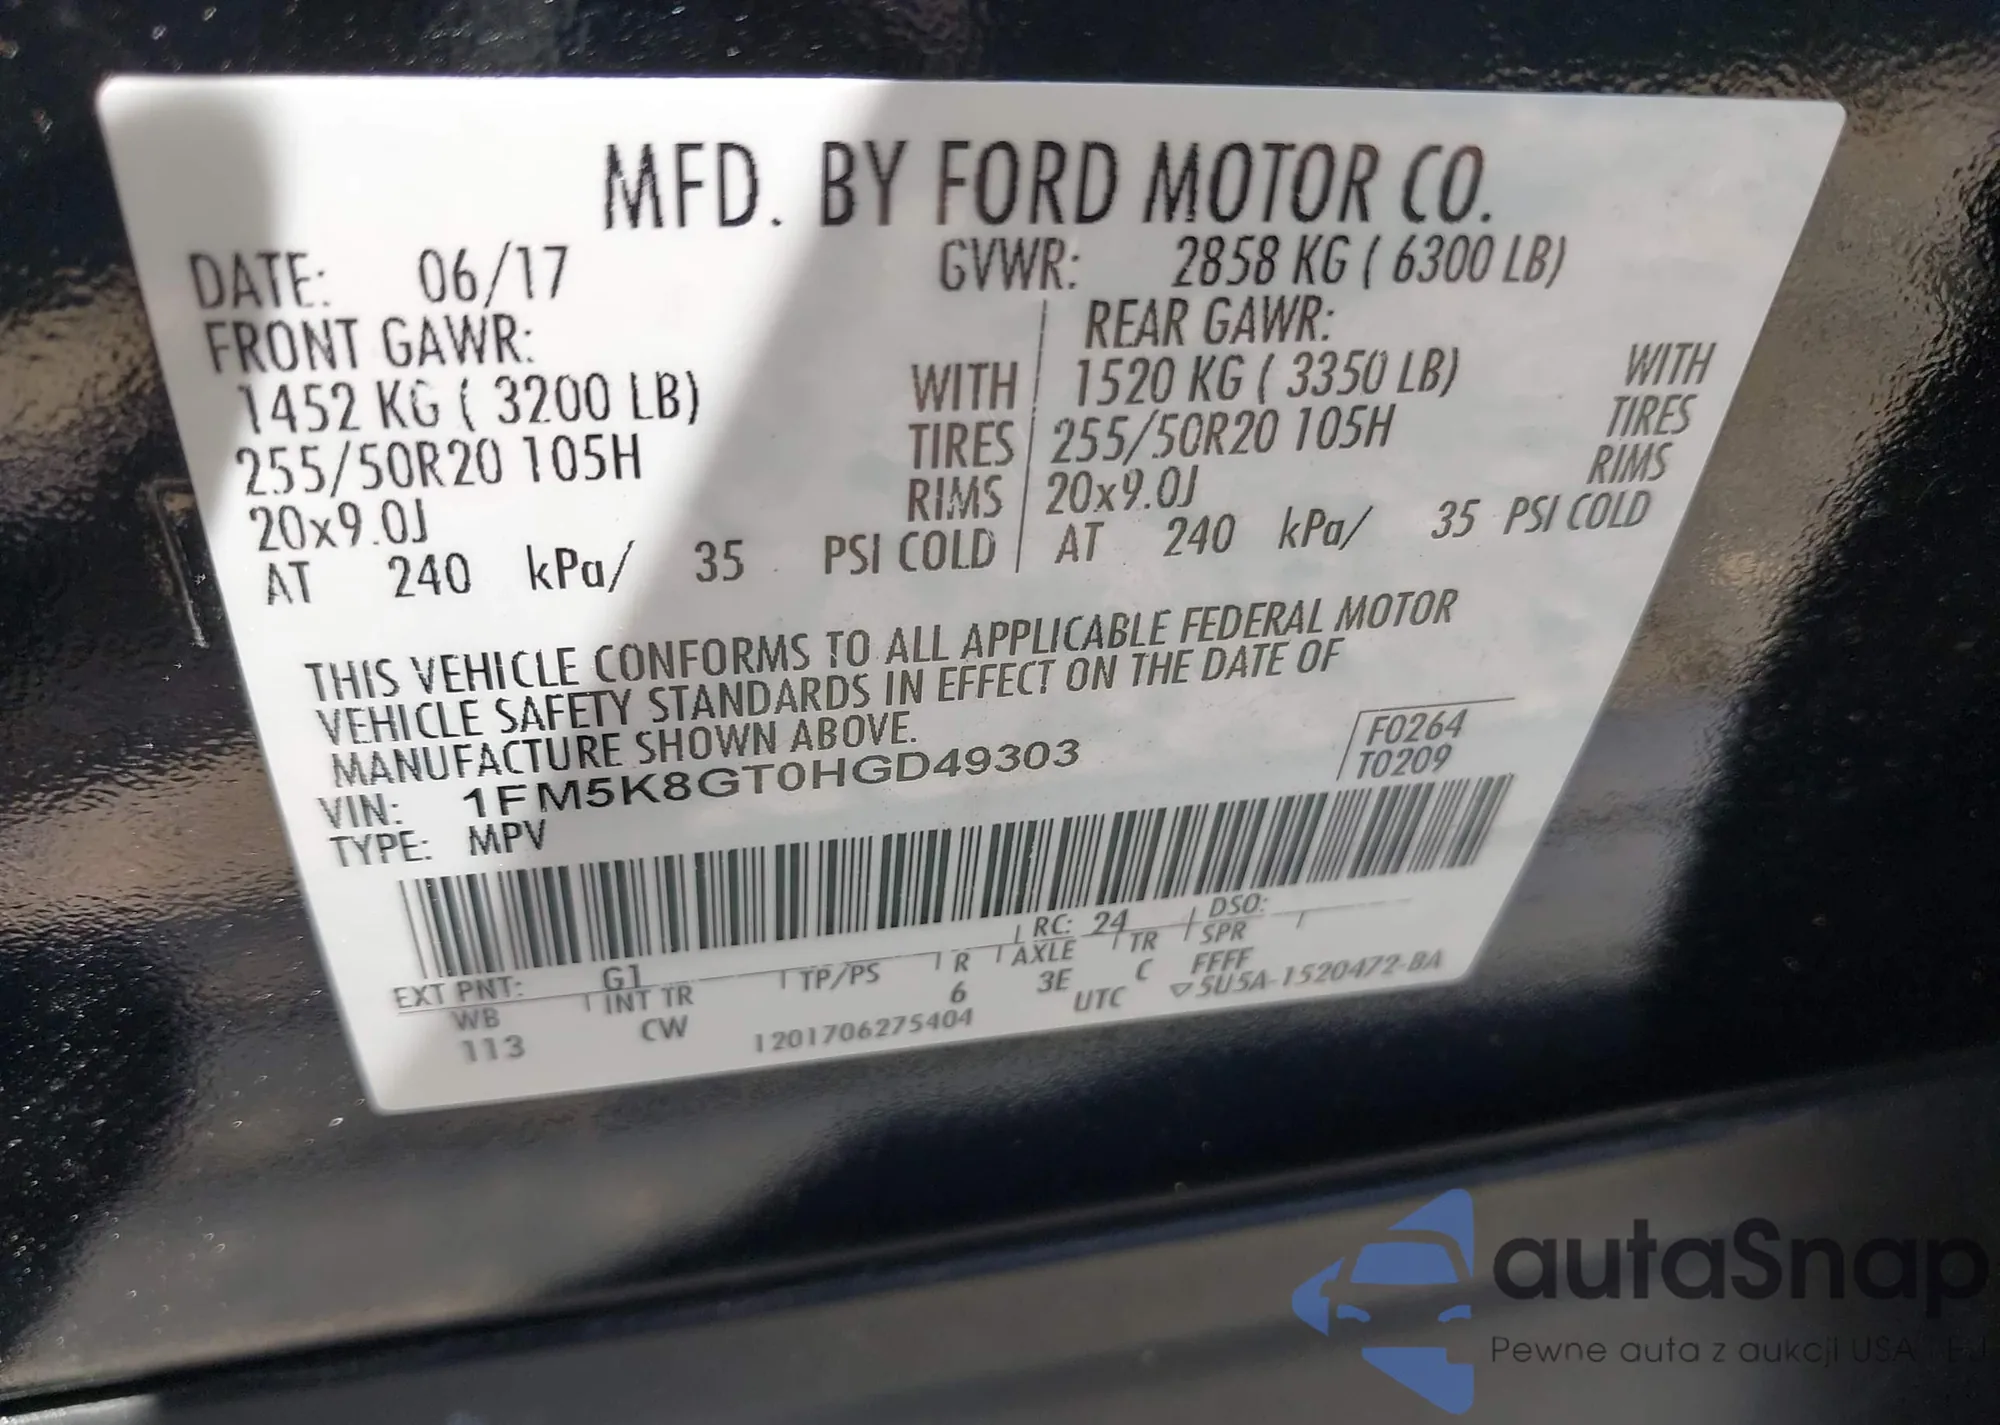 MFD. BY FORD MOTOR CO.
DATE: 06/17 GVWR: 2858 KG ( 6300 LB)
FRONT GAWR: REAR GAWR:
1452 KG ( 3200 LB) WITH 1520 KG ( 3350 LB) WITH
255/50R20 105H TIRES 255/50R20 105H TIRES
20x9.0J RIMS 20x9.0J RIMS
AT 240 kPa/ 35 PSI COLD AT 240 kPa/ 35 PSI COLD
THIS VEHICLE CONFORMS TO ALL APPLICABLE FEDERAL MOTOR
VEHICLE SAFETY STANDARDS IN EFFECT ON THE DATE OF
MANUFACTURE SHOWN ABOVE.
VIN: 1FM5K8GT0HGD49303
TYPE: MPV
F0264
T0209
EXT PNT: G1 RC: 24 DSO:
WB INT TR TP/PS R AXLE TR SPR
113 CW 6 3E C FFFF
1201706275404 UTC ▽5U5A-1520472-BA
autaSnap
Pewne auta z aukcji USA i EU